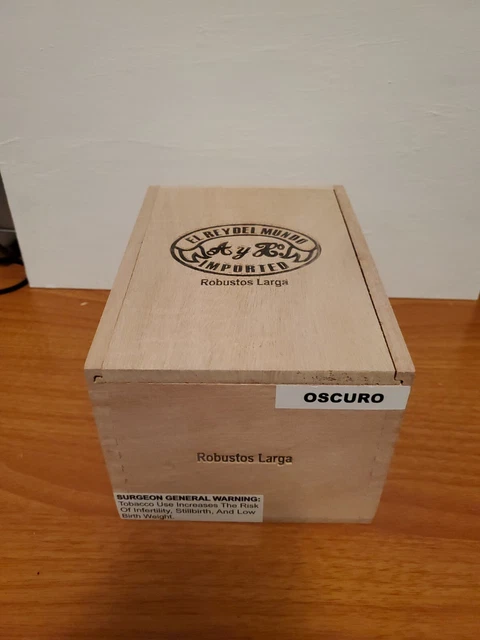 EL REY DEL MUNDO
A y Ho
IMPORTED
Robustos Larga
OSCURO
Robustos Larga
SURGEON GENERAL WARNING:
Tobacco Use Increases The Risk
Of Infertility, Stillbirth, And Low
Birth Weight.